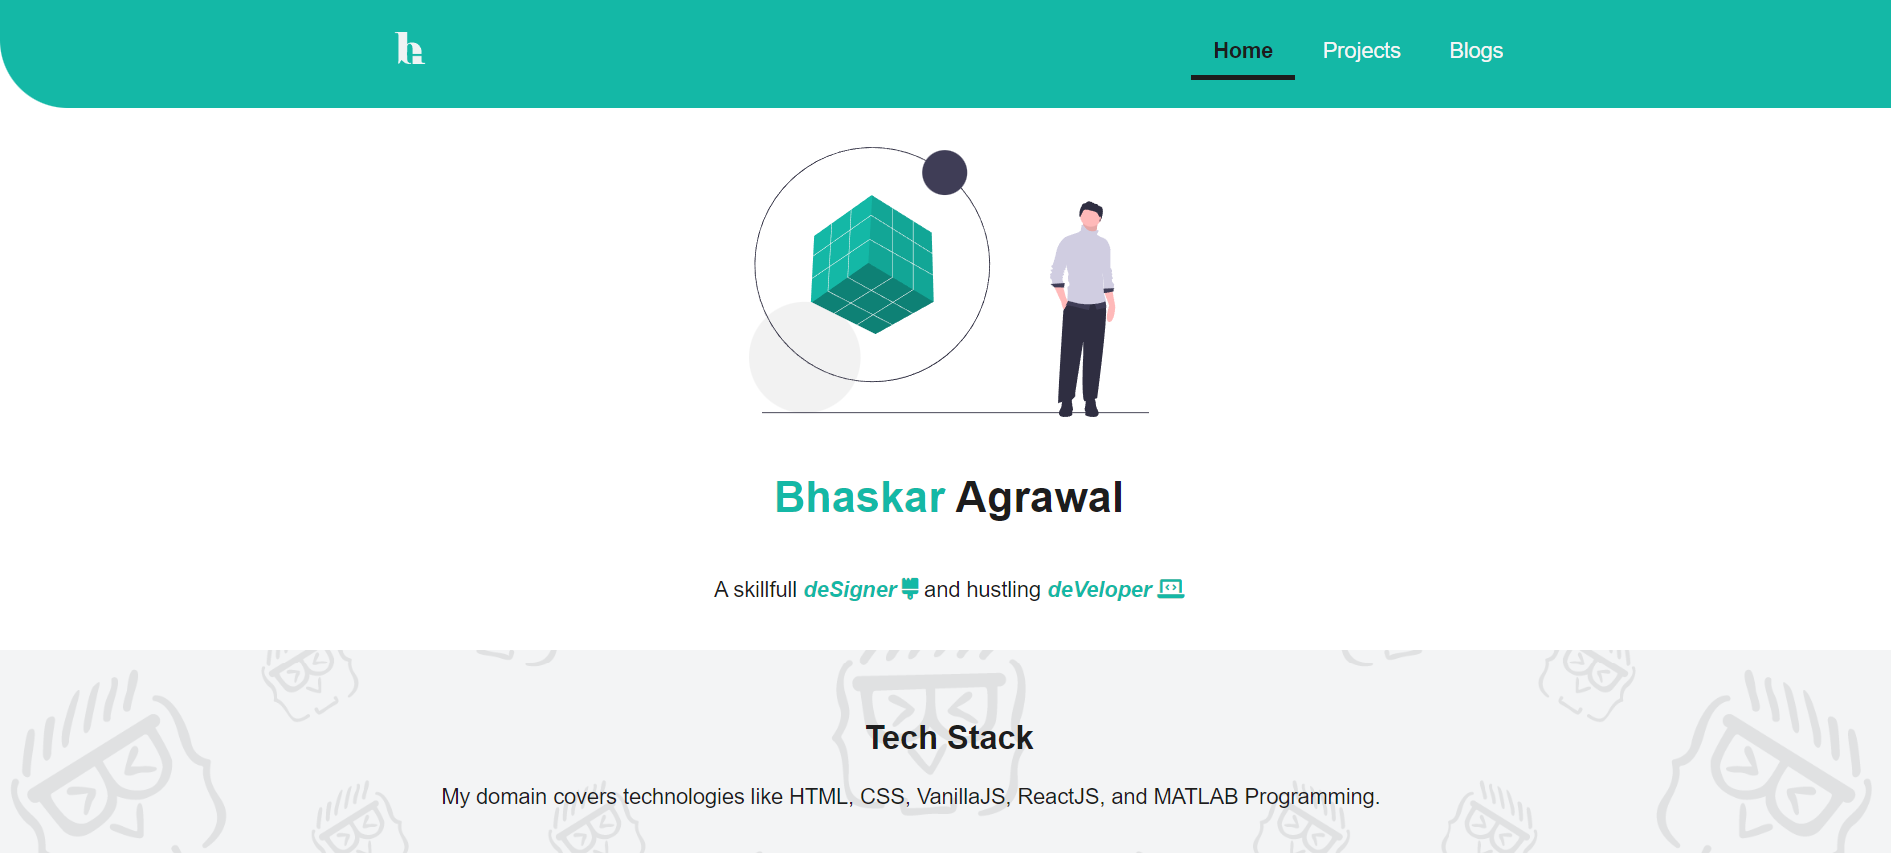 h
Home Projects Blogs
Bhaskar Agrawal
A skillfull deSigner and hustling deVeloper
Tech Stack
My domain covers technologies like HTML, CSS, VanillaJS, ReactJS, and MATLAB Programming.